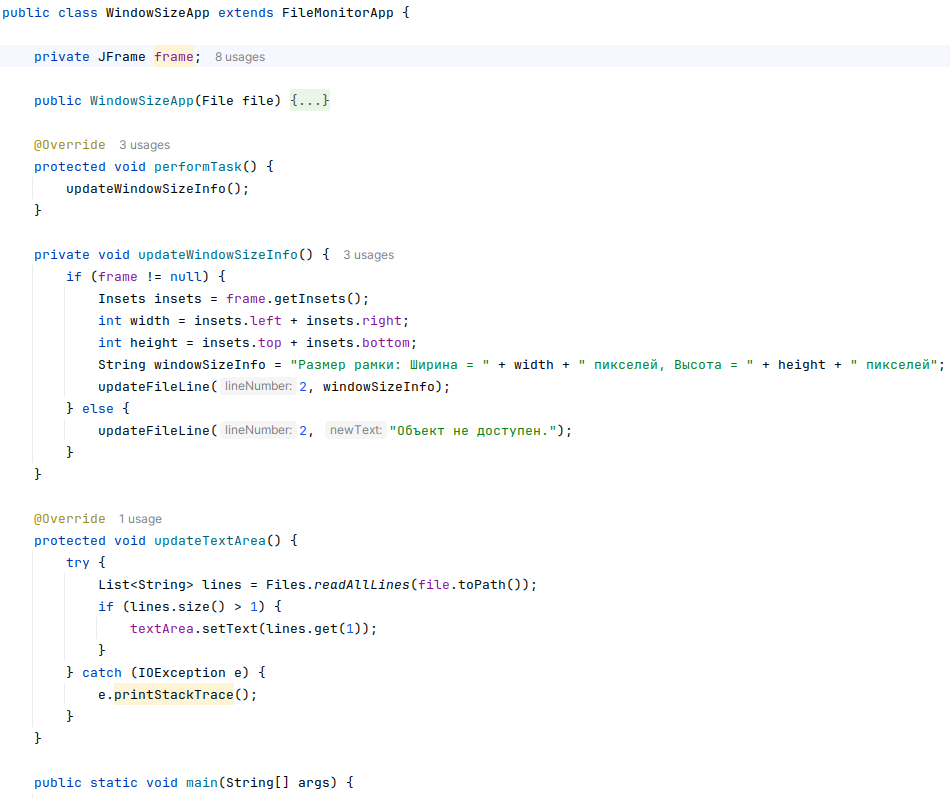 public class WindowSizeApp extends FileMonitorApp {
private JFrame frame; 8 usages
public WindowSizeApp(File file) {...}
@Override 3 usages
protected void performTask() {
updateWindowSizeInfo();
}
private void updateWindowSizeInfo() { 3 usages
if (frame != null) {
Insets insets = frame.getInsets();
int width = insets.left + insets.right;
int height = insets.top + insets.bottom;
String windowSizeInfo = "Размер рамки: Ширина = " + width + " пикселей, Высота = " + height + " пикселей";
updateFileLine( lineNumber: 2, windowSizeInfo);
} else {
updateFileLine( lineNumber: 2, newText: "Объект не доступен.");
}
}
@Override 1 usage
protected void updateTextArea() {
try {
List<String> lines = Files.readAllLines(file.toPath());
if (lines.size() > 1) {
textArea.setText(lines.get(1));
}
} catch (IOException e) {
e.printStackTrace();
}
}
public static void main(String[] args) {